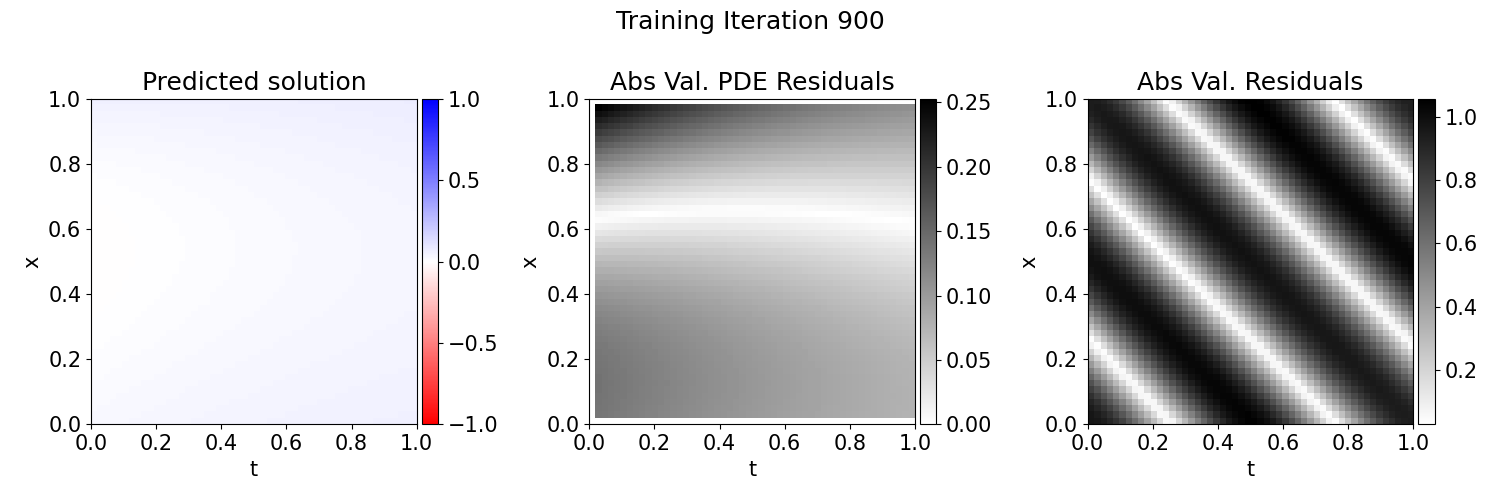 Training Iteration 900
Predicted solution
1.0
0.8
0.6
0.4
0.2
0.0
x
0.0 0.2 0.4 0.6 0.8 1.0
t
1.0
0.5
0.0
−0.5
−1.0
Abs Val. PDE Residuals
1.0
0.8
0.6
0.4
0.2
0.0
x
0.0 0.2 0.4 0.6 0.8 1.0
t
0.25
0.20
0.15
0.10
0.05
0.00
Abs Val. Residuals
1.0
0.8
0.6
0.4
0.2
0.0
x
0.0 0.2 0.4 0.6 0.8 1.0
t
1.0
0.8
0.6
0.4
0.2